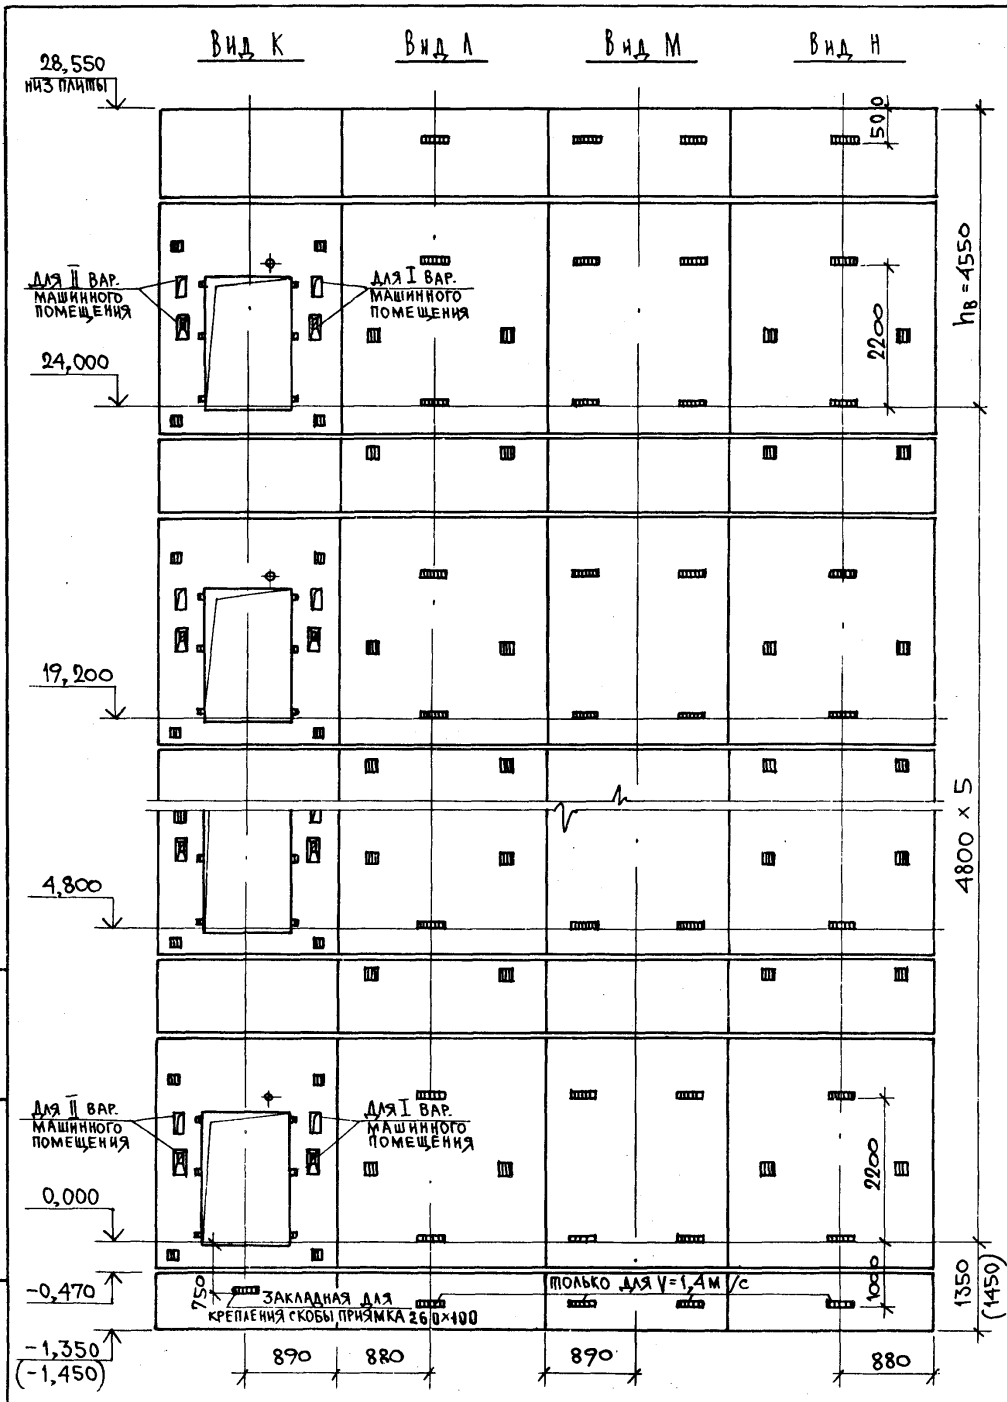 Вид К
Вид Л
Вид М
Вид Н
28,550
низ плиты
500
hв=4550
для II вар.
машинного
помещения
для I вар.
машинного
помещения
2200
24,000
19,200
4800 x 5
4,800
для II вар.
машинного
помещения
для I вар.
машинного
помещения
2200
0,000
-0,470
750
закладная для
крепления скобы приямка 260×100
только для V=1,4 м/с
1000
1350
(1450)
-1,350
(-1,450)
890
880
890
880